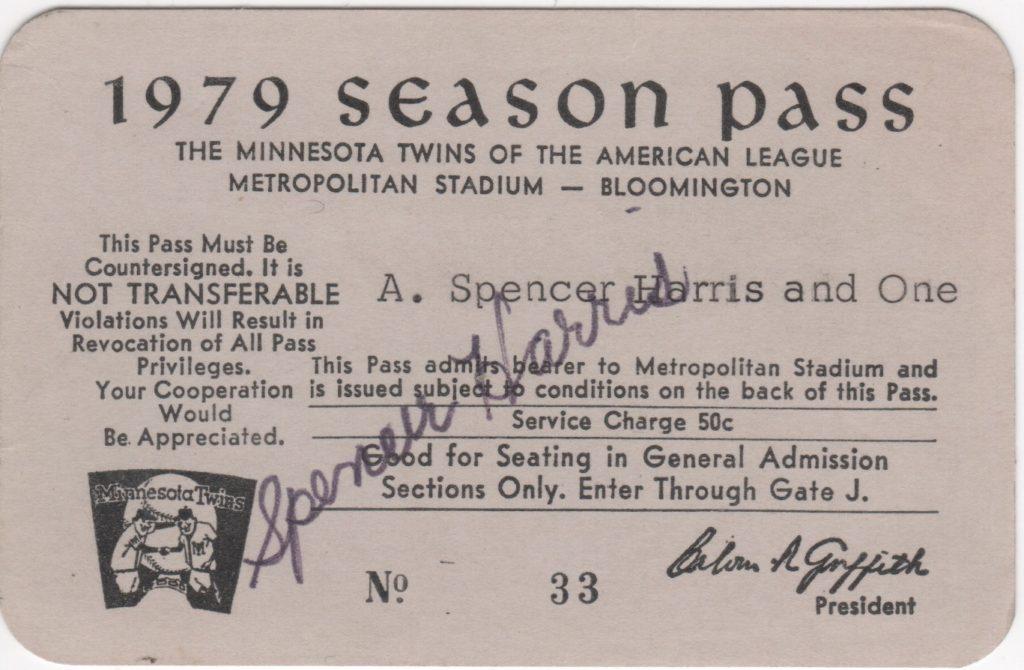 1979 SEASON PASS
THE MINNESOTA TWINS OF THE AMERICAN LEAGUE
METROPOLITAN STADIUM — BLOOMINGTON
This Pass Must Be
Countersigned. It is
NOT TRANSFERABLE
Violations Will Result in
Revocation of All Pass
Privileges.
Your Cooperation
Would
Be Appreciated.
A. Spencer Harris and One
This Pass admits bearer to Metropolitan Stadium and
is issued subject to conditions on the back of this Pass.
Service Charge 50c
Good for Seating in General Admission
Sections Only. Enter Through Gate J.
Spencer Harris
Minnesota Twins
Nº 33
Calvin R Griffith
President